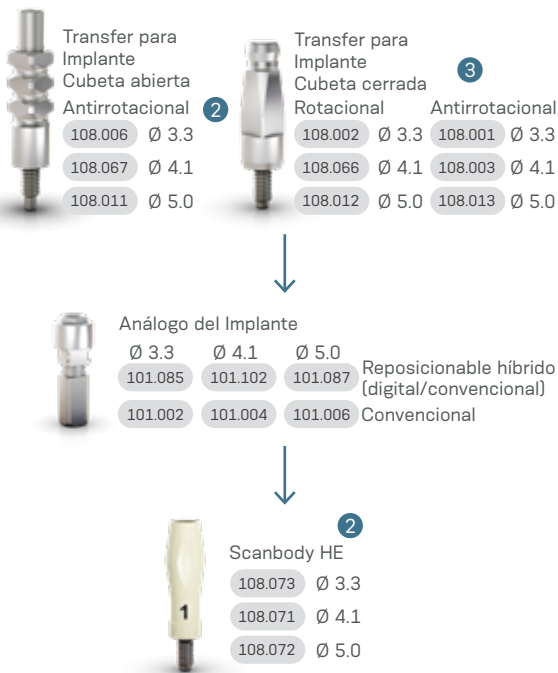 Transfer para
Implante
Cubeta abierta
Antirrotacional 2
108.006 Ø 3.3
108.067 Ø 4.1
108.011 Ø 5.0
Transfer para
Implante
Cubeta cerrada 3
Rotacional Antirrotacional
108.002 Ø 3.3 108.001 Ø 3.3
108.066 Ø 4.1 108.003 Ø 4.1
108.012 Ø 5.0 108.013 Ø 5.0
Análogo del Implante
Ø 3.3 Ø 4.1 Ø 5.0
101.085 101.102 101.087 Reposicionable híbrido
(digital/convencional)
101.002 101.004 101.006 Convencional
2
Scanbody HE
108.073 Ø 3.3
108.071 Ø 4.1
108.072 Ø 5.0
1